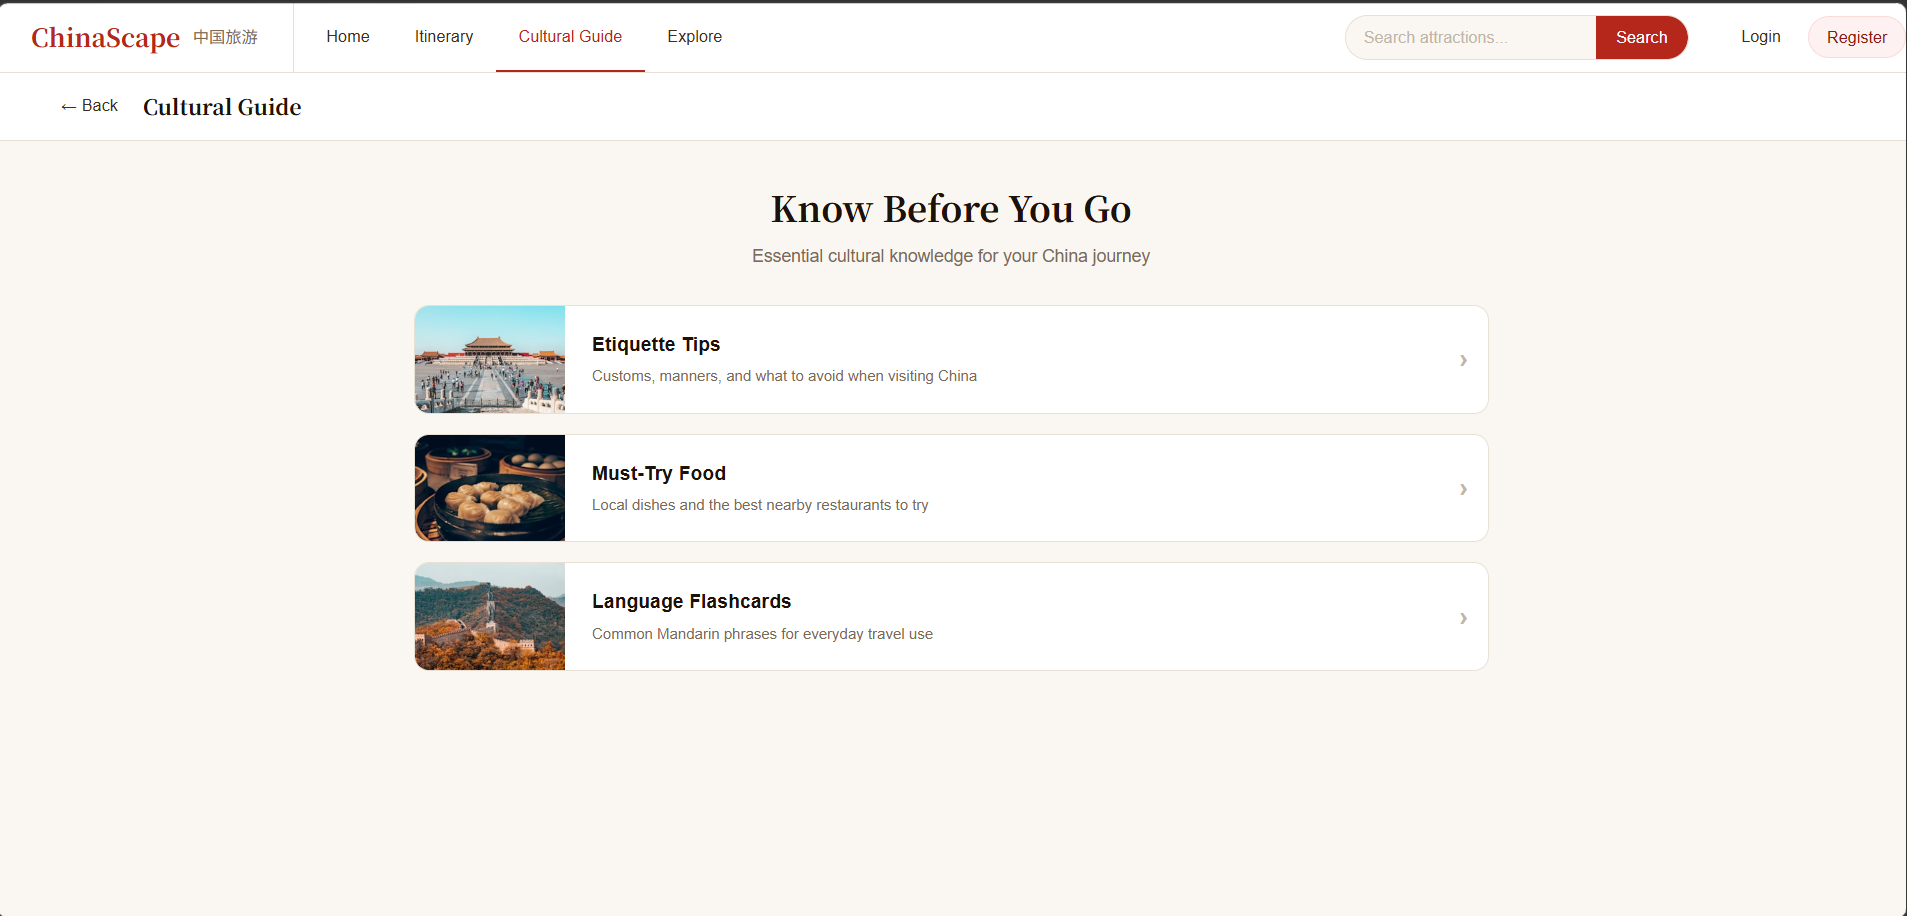 ChinaScape 中国旅游 Home Itinerary Cultural Guide Explore Search attractions... Search Login Register
← Back Cultural Guide
Know Before You Go
Essential cultural knowledge for your China journey
Etiquette Tips
Customs, manners, and what to avoid when visiting China
›
Must-Try Food
Local dishes and the best nearby restaurants to try
›
Language Flashcards
Common Mandarin phrases for everyday travel use
›